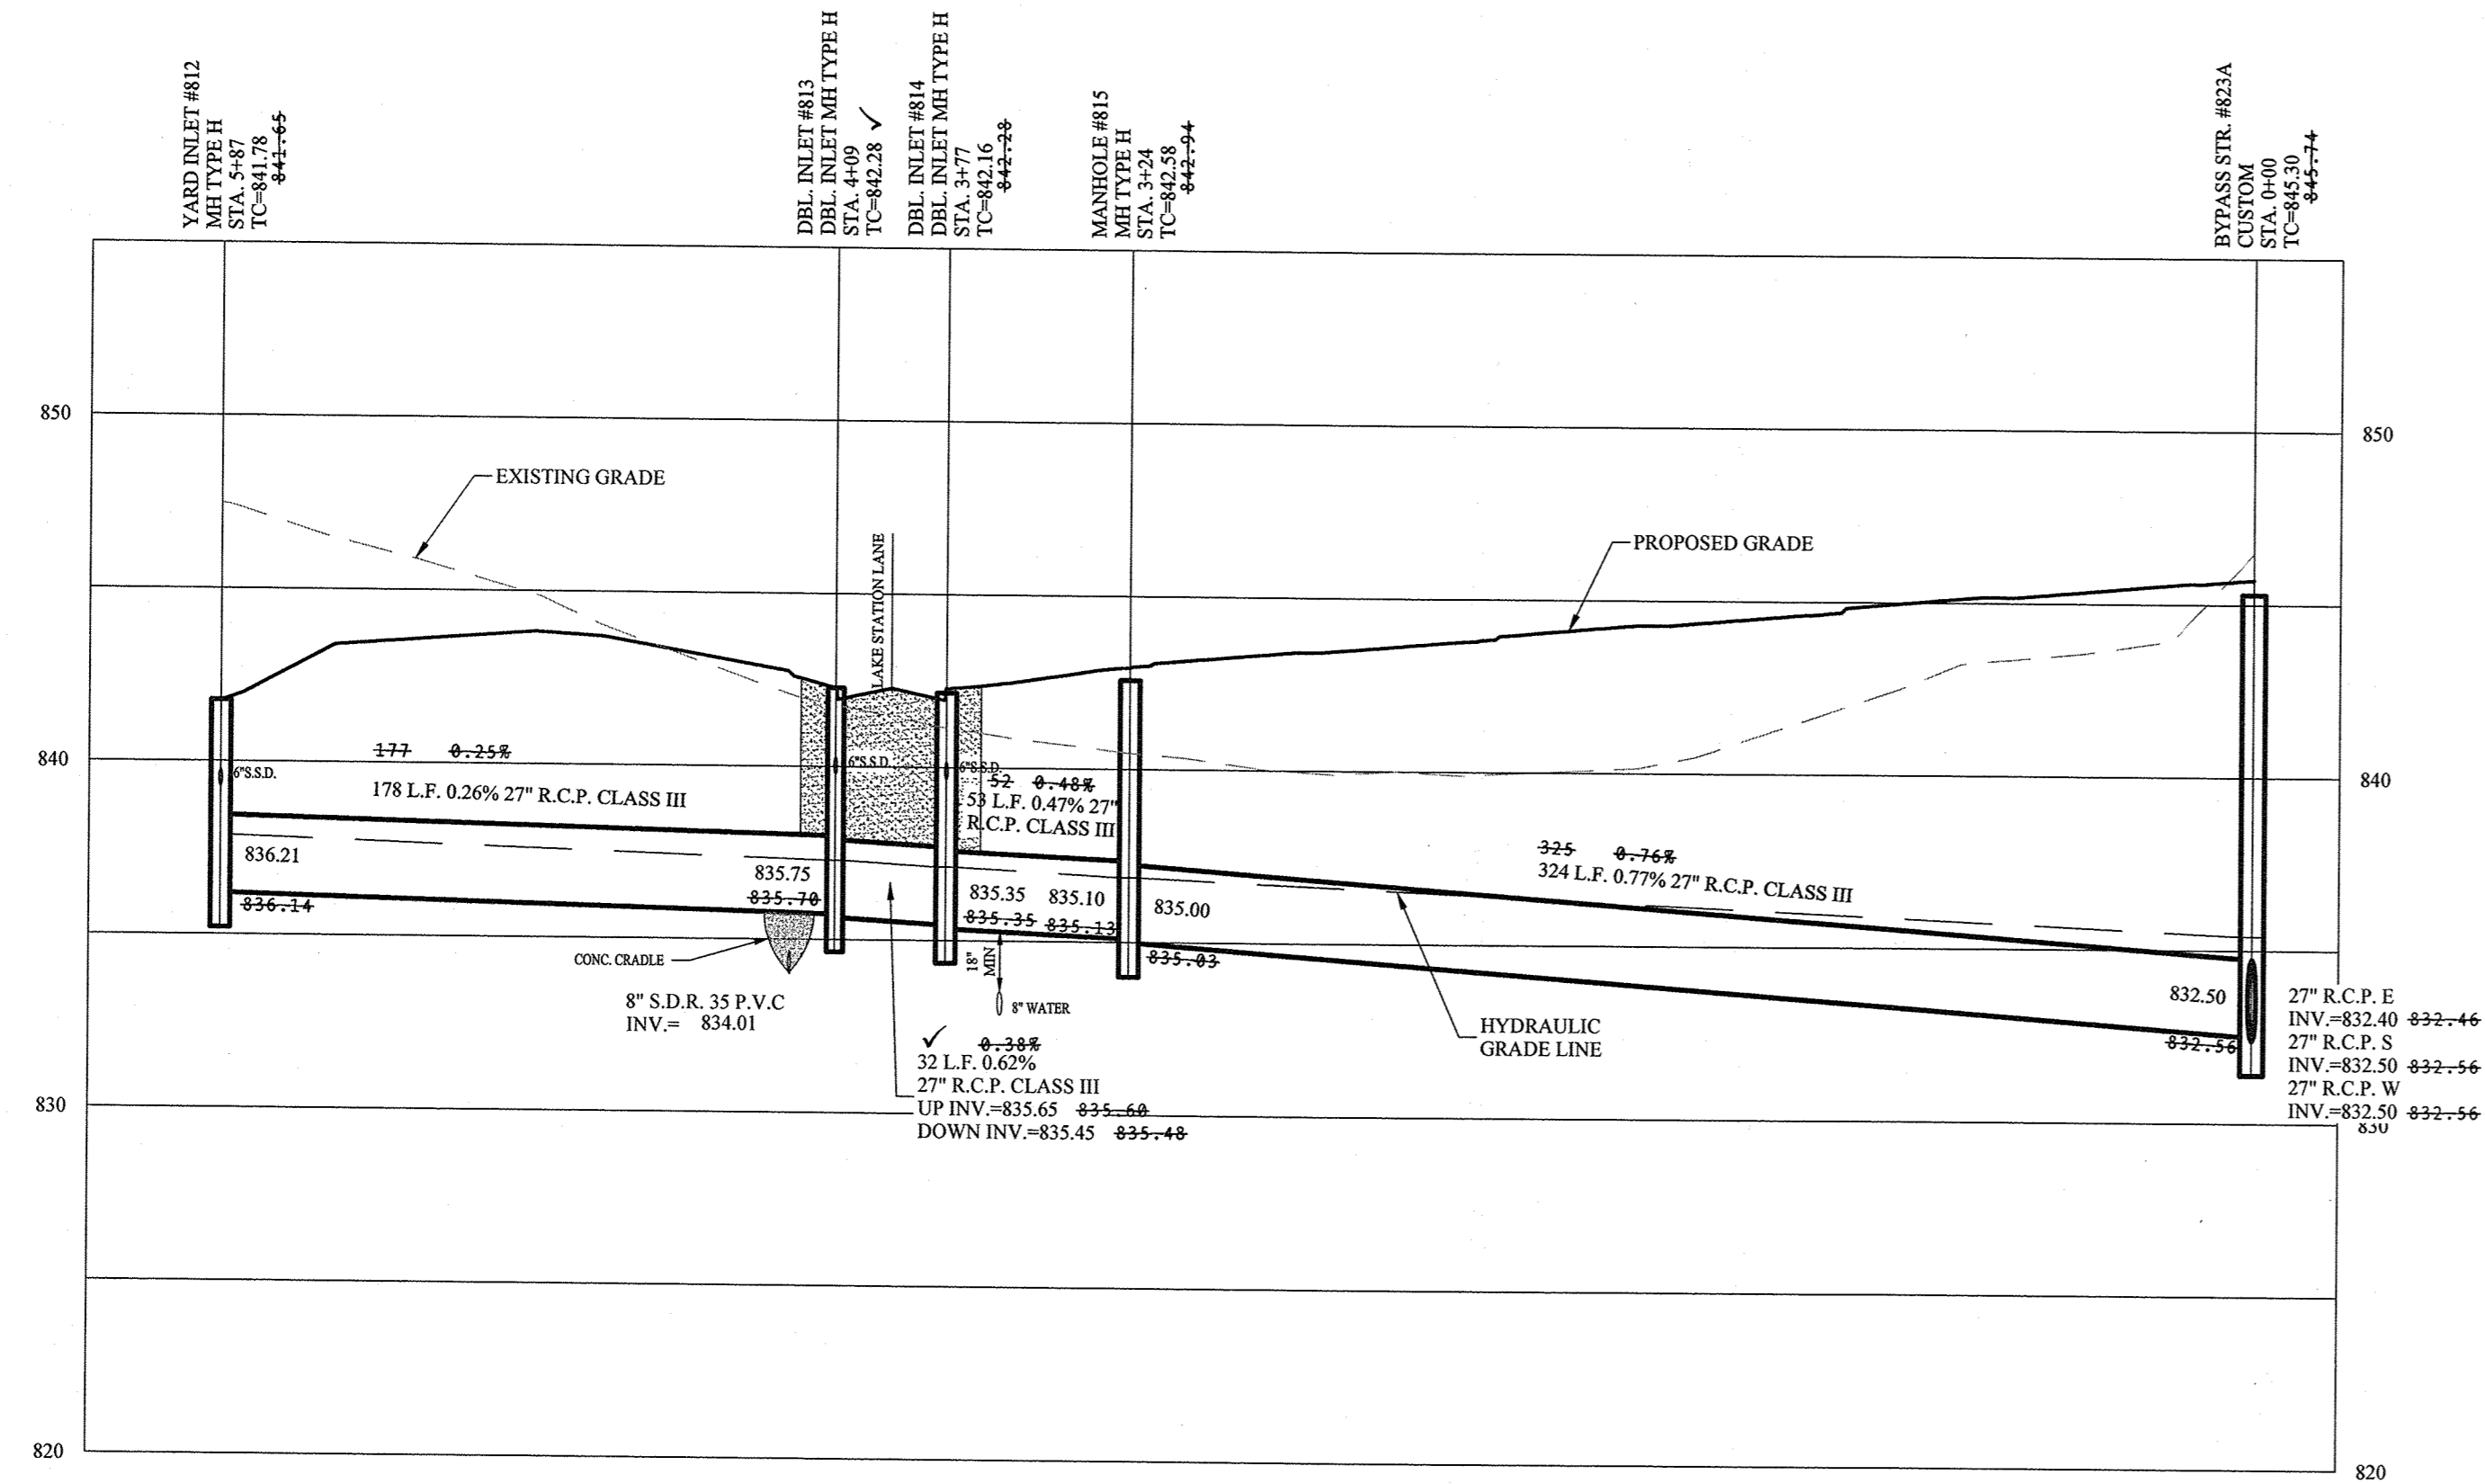 YARD INLET #812
MH TYPE H
STA. 5+87
TC=841.78
841.65
DBL. INLET #813
DBL. INLET MH TYPE H
STA. 4+09
TC=842.28 ✓
DBL. INLET #814
DBL. INLET MH TYPE H
STA. 3+77
TC=842.16
842.28
MANHOLE #815
MH TYPE H
STA. 3+24
TC=842.58
842.94
BYPASS STR. #823A
CUSTOM
STA. 0+00
TC=845.30
845.74
850
850
EXISTING GRADE
PROPOSED GRADE
LAKE STATION LANE
840
840
177 0.25%
6"S.S.D.
178 L.F. 0.26% 27" R.C.P. CLASS III
6"S.S.D.
6"S.S.D.
52 0.48%
53 L.F. 0.47% 27"
R.C.P. CLASS III
325 0.76%
324 L.F. 0.77% 27" R.C.P. CLASS III
836.21
836.14
835.75
835.70
835.35 835.10
835.35 835.13
835.00
835.03
CONC. CRADLE
18"
MIN
8" WATER
8" S.D.R. 35 P.V.C
INV.= 834.01
✓ 0.38%
32 L.F. 0.62%
27" R.C.P. CLASS III
UP INV.=835.65 835.60
DOWN INV.=835.45 835.48
HYDRAULIC
GRADE LINE
832.50
832.56
27" R.C.P. E
INV.=832.40 832.46
27" R.C.P. S
INV.=832.50 832.56
27" R.C.P. W
INV.=832.50 832.56
830
830
820
820